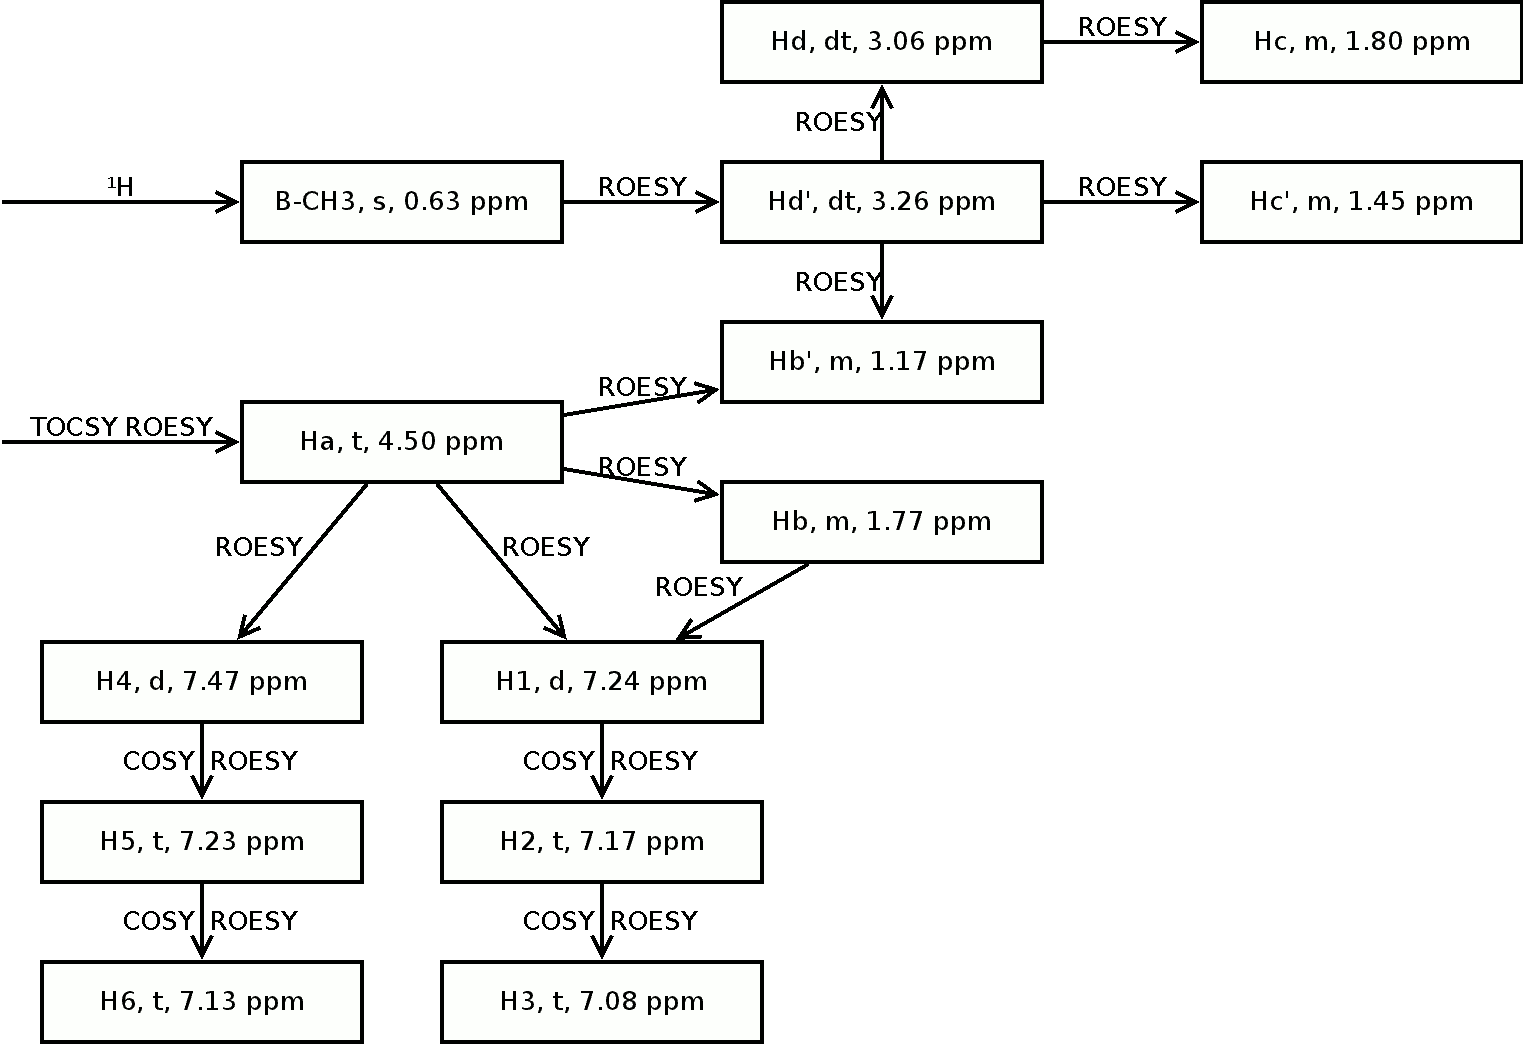 Hd, dt, 3.06 ppm
ROESY
Hc, m, 1.80 ppm
ROESY
¹H
B-CH3, s, 0.63 ppm
ROESY
Hd', dt, 3.26 ppm
ROESY
Hc', m, 1.45 ppm
ROESY
Hb', m, 1.17 ppm
ROESY
TOCSY ROESY
Ha, t, 4.50 ppm
ROESY
Hb, m, 1.77 ppm
ROESY
ROESY
ROESY
H4, d, 7.47 ppm
H1, d, 7.24 ppm
COSY ROESY
COSY ROESY
H5, t, 7.23 ppm
H2, t, 7.17 ppm
COSY ROESY
COSY ROESY
H6, t, 7.13 ppm
H3, t, 7.08 ppm